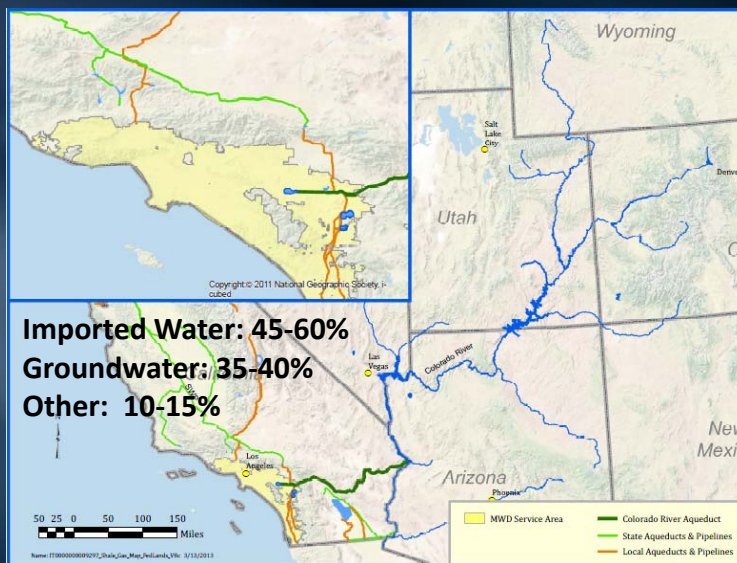 Wyoming
Salt
Lake
City
Denver
Utah
Copyright:© 2011 National Geographic Society, i-
cubed
Imported Water: 45-60%
Groundwater: 35-40%
Other: 10-15%
Las
Vegas
Colorado River
Los
Angeles
Arizona
New
Mexi
Phoenix
50 25 0 50 100 150
Miles
MWD Service Area
Colorado River Aqueduct
State Aqueducts & Pipelines
Local Aqueducts & Pipelines